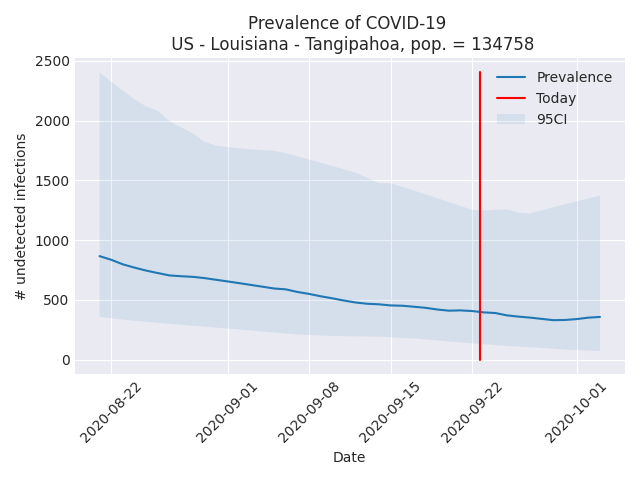 Prevalence of COVID-19
US - Louisiana - Tangipahoa, pop. = 134758
# undetected infections
2500
2000
1500
1000
500
0
Prevalence
Today
95CI
2020-08-22
2020-09-01
2020-09-08
2020-09-15
2020-09-22
2020-10-01
Date